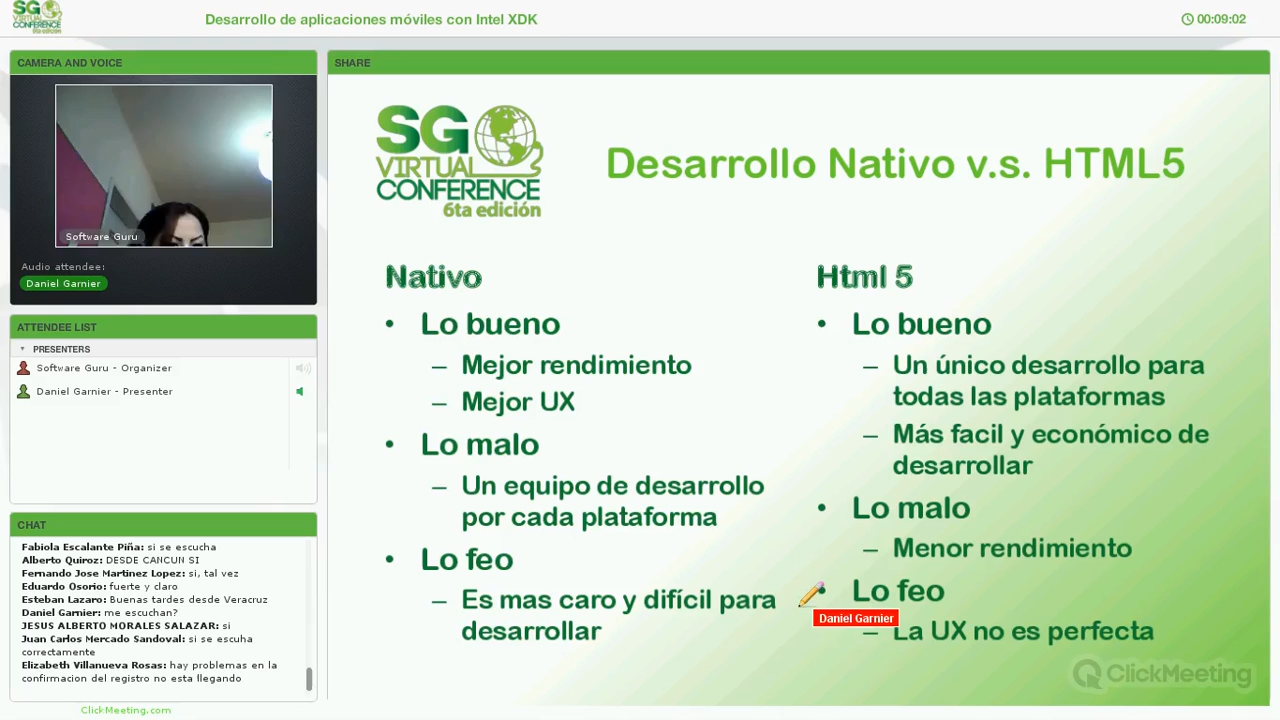 SG
VIRTUAL
CONFERENCE
6ta edición
Desarrollo de aplicaciones móviles con Intel XDK
00:09:02
CAMERA AND VOICE
Software Guru
Audio attendee:
Daniel Garnier
ATTENDEE LIST
PRESENTERS
Software Guru - Organizer
Daniel Garnier - Presenter
CHAT
Fabiola Escalante Piña: si se escucha
Alberto Quiroz: DESDE CANCUN SI
Fernando Jose Martinez Lopez: si, tal vez
Eduardo Osorio: fuerte y claro
Esteban Lazaro: Buenas tardes desde Veracruz
Daniel Garnier: me escuchan?
JESUS ALBERTO MORALES SALAZAR: si
Juan Carlos Mercado Sandoval: si se escuha
correctamente
Elizabeth Villanueva Rosas: hay problemas en la
confirmacion del registro no esta llegando
ClickMeeting.com
SHARE
SG
VIRTUAL
CONFERENCE
6ta edición
Desarrollo Nativo v.s. HTML5
Nativo
• Lo bueno
– Mejor rendimiento
– Mejor UX
• Lo malo
– Un equipo de desarrollo
por cada plataforma
• Lo feo
– Es mas caro y difícil para
desarrollar
Html 5
• Lo bueno
– Un único desarrollo para
todas las plataformas
– Más facil y económico de
desarrollar
• Lo malo
– Menor rendimiento
Lo feo
Daniel Garnier
– La UX no es perfecta
ClickMeeting